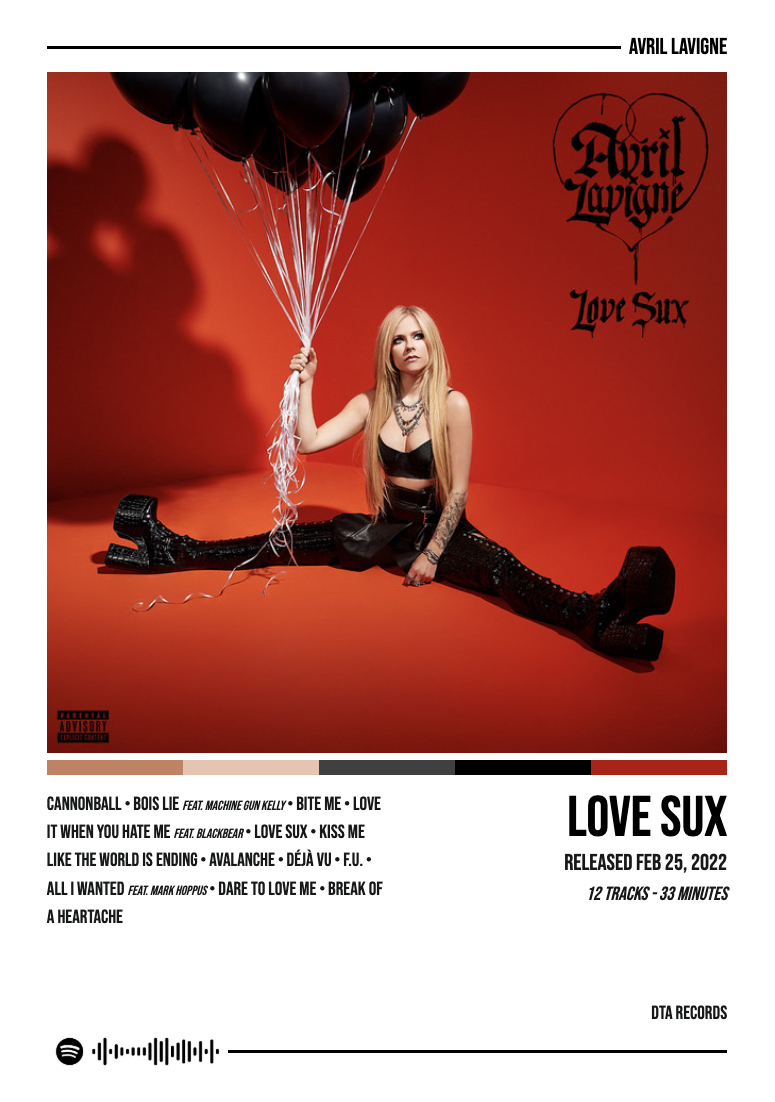 AVRIL LAVIGNE
Avril
Lavigne
Love Sux
PARENTAL
ADVISORY
EXPLICIT CONTENT
CANNONBALL • BOIS LIE FEAT. MACHINE GUN KELLY • BITE ME • LOVE
IT WHEN YOU HATE ME FEAT. BLACKBEAR • LOVE SUX • KISS ME
LIKE THE WORLD IS ENDING • AVALANCHE • DÉJÀ VU • F.U. •
ALL I WANTED FEAT. MARK HOPPUS • DARE TO LOVE ME • BREAK OF
A HEARTACHE
LOVE SUX
RELEASED FEB 25, 2022
12 TRACKS - 33 MINUTES
DTA RECORDS